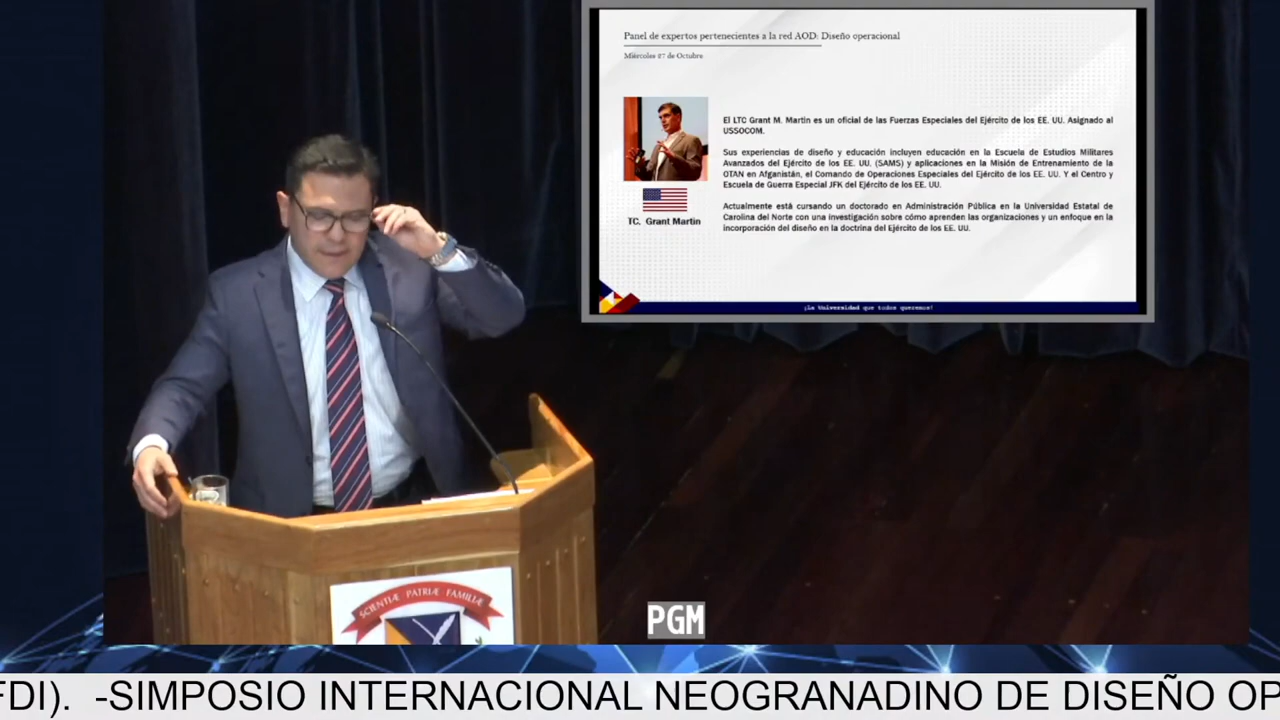 Panel de expertos pertenecientes a la red AOD: Diseño operacional
Miércoles 27 de Octubre
El LTC Grant M. Martin es un oficial de las Fuerzas Especiales del Ejército de los EE. UU. Asignado al
USSOCOM.
Sus experiencias de diseño y educación incluyen educación en la Escuela de Estudios Militares
Avanzados del Ejército de los EE. UU. (SAMS) y aplicaciones en la Misión de Entrenamiento de la
OTAN en Afganistán, el Comando de Operaciones Especiales del Ejército de los EE. UU. Y el Centro y
Escuela de Guerra Especial JFK del Ejército de los EE. UU.
Actualmente está cursando un doctorado en Administración Pública en la Universidad Estatal de
Carolina del Norte con una investigación sobre cómo aprenden las organizaciones y un enfoque en la
incorporación del diseño en la doctrina del Ejército de los EE. UU.
TC. Grant Martin
¡La Universidad que todos queremos!
SCIENTIÆ PATRIÆ FAMILIÆ
PGM
FDI). -SIMPOSIO INTERNACIONAL NEOGRANADINO DE DISEÑO OP